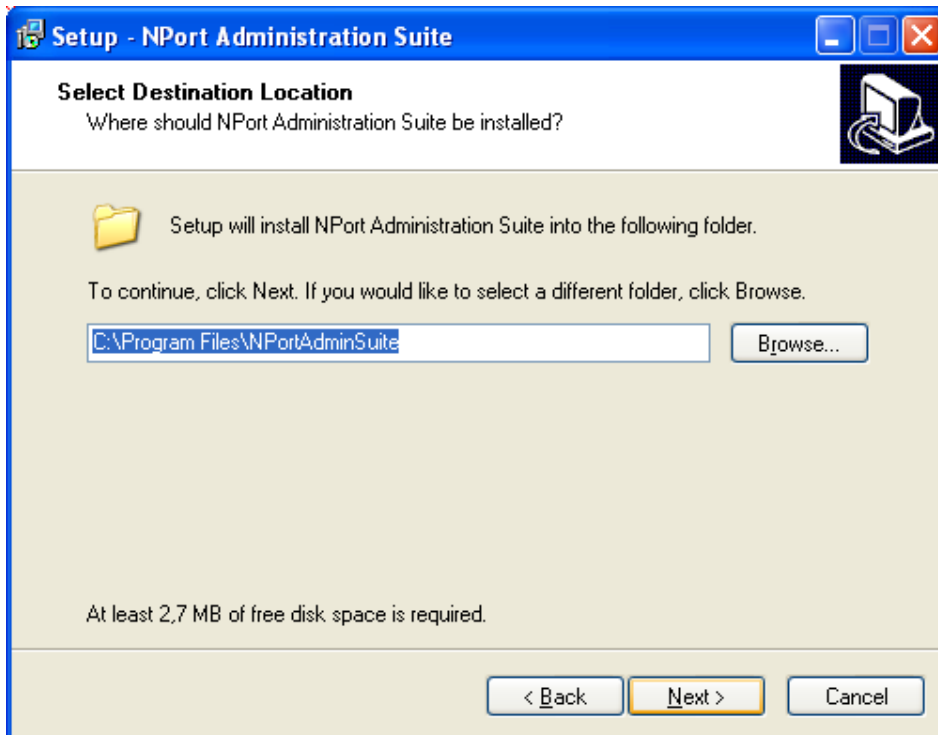 Setup - NPort Administration Suite
Select Destination Location
Where should NPort Administration Suite be installed?
Setup will install NPort Administration Suite into the following folder.
To continue, click Next. If you would like to select a different folder, click Browse.
C:\Program Files\NPortAdminSuite
Browse...
At least 2,7 MB of free disk space is required.
< Back
Next >
Cancel